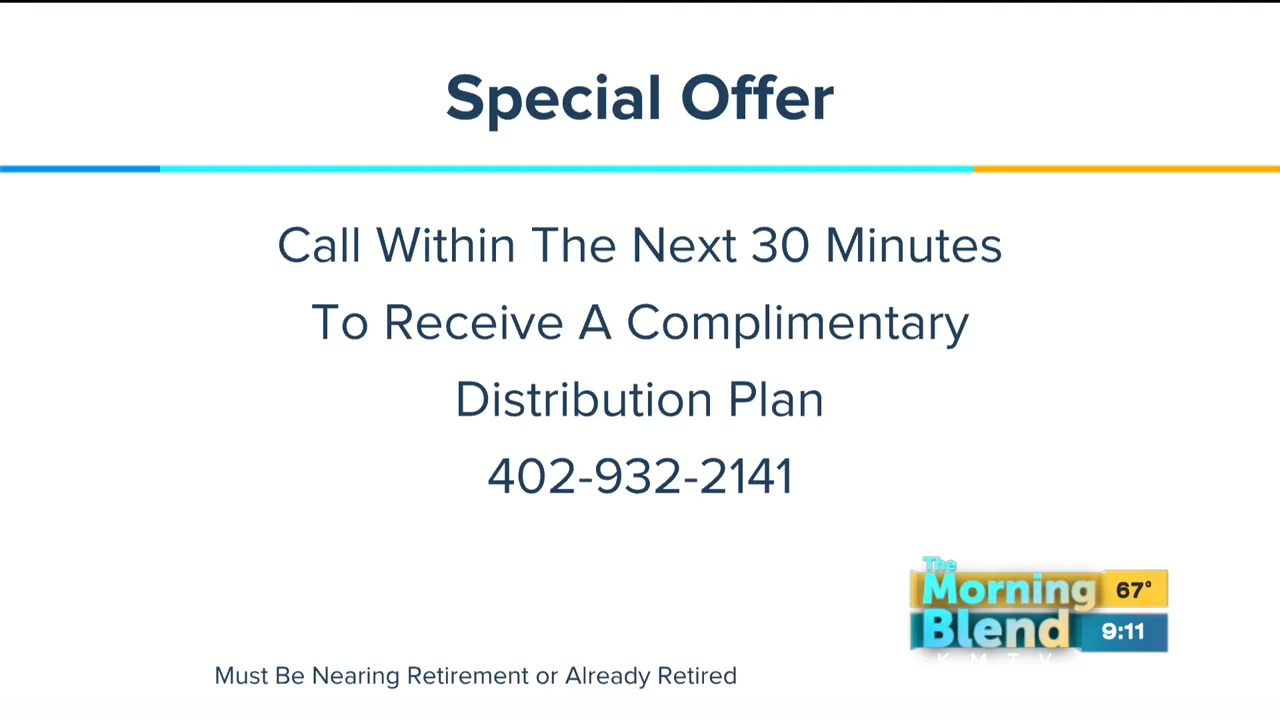 Special Offer
Call Within The Next 30 Minutes
To Receive A Complimentary
Distribution Plan
402-932-2141
The
Morning
67°
Blend
9:11
KMTV
Must Be Nearing Retirement or Already Retired